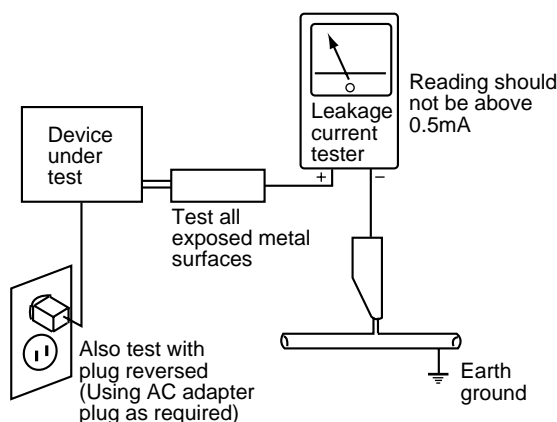 Device
under
test
Leakage
current
tester
Reading should
not be above
0.5mA
+
–
Test all
exposed metal
surfaces
Also test with
plug reversed
(Using AC adapter
plug as required)
Earth
ground